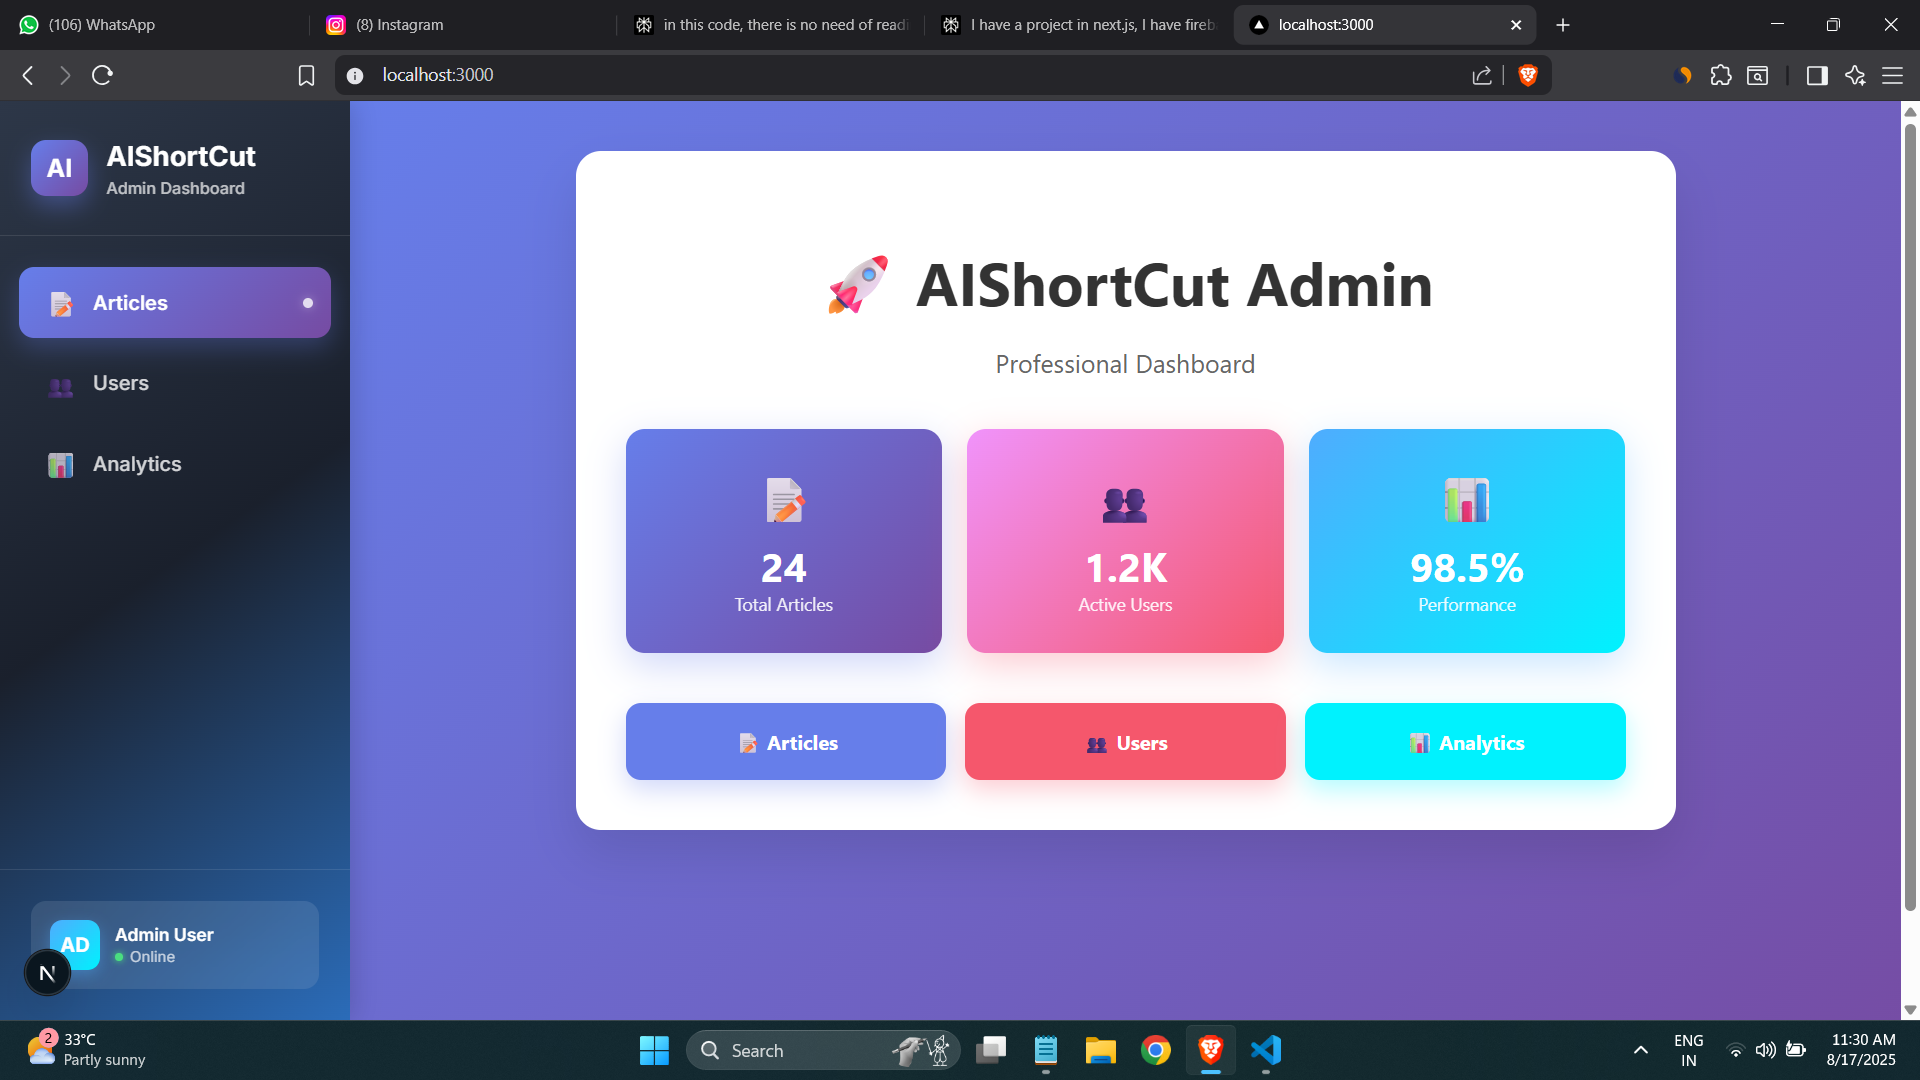 (106) WhatsApp
(8) Instagram
in this code, there is no need of readi
I have a project in next.js, I have fireb
localhost:3000
localhost:3000
AI
AIShortCut
Admin Dashboard
Articles
Users
Analytics
AIShortCut Admin
Professional Dashboard
24
Total Articles
1.2K
Active Users
98.5%
Performance
Articles
Users
Analytics
AD
Admin User
Online
N
2
33°C
Partly sunny
Search
ENG
IN
11:30 AM
8/17/2025